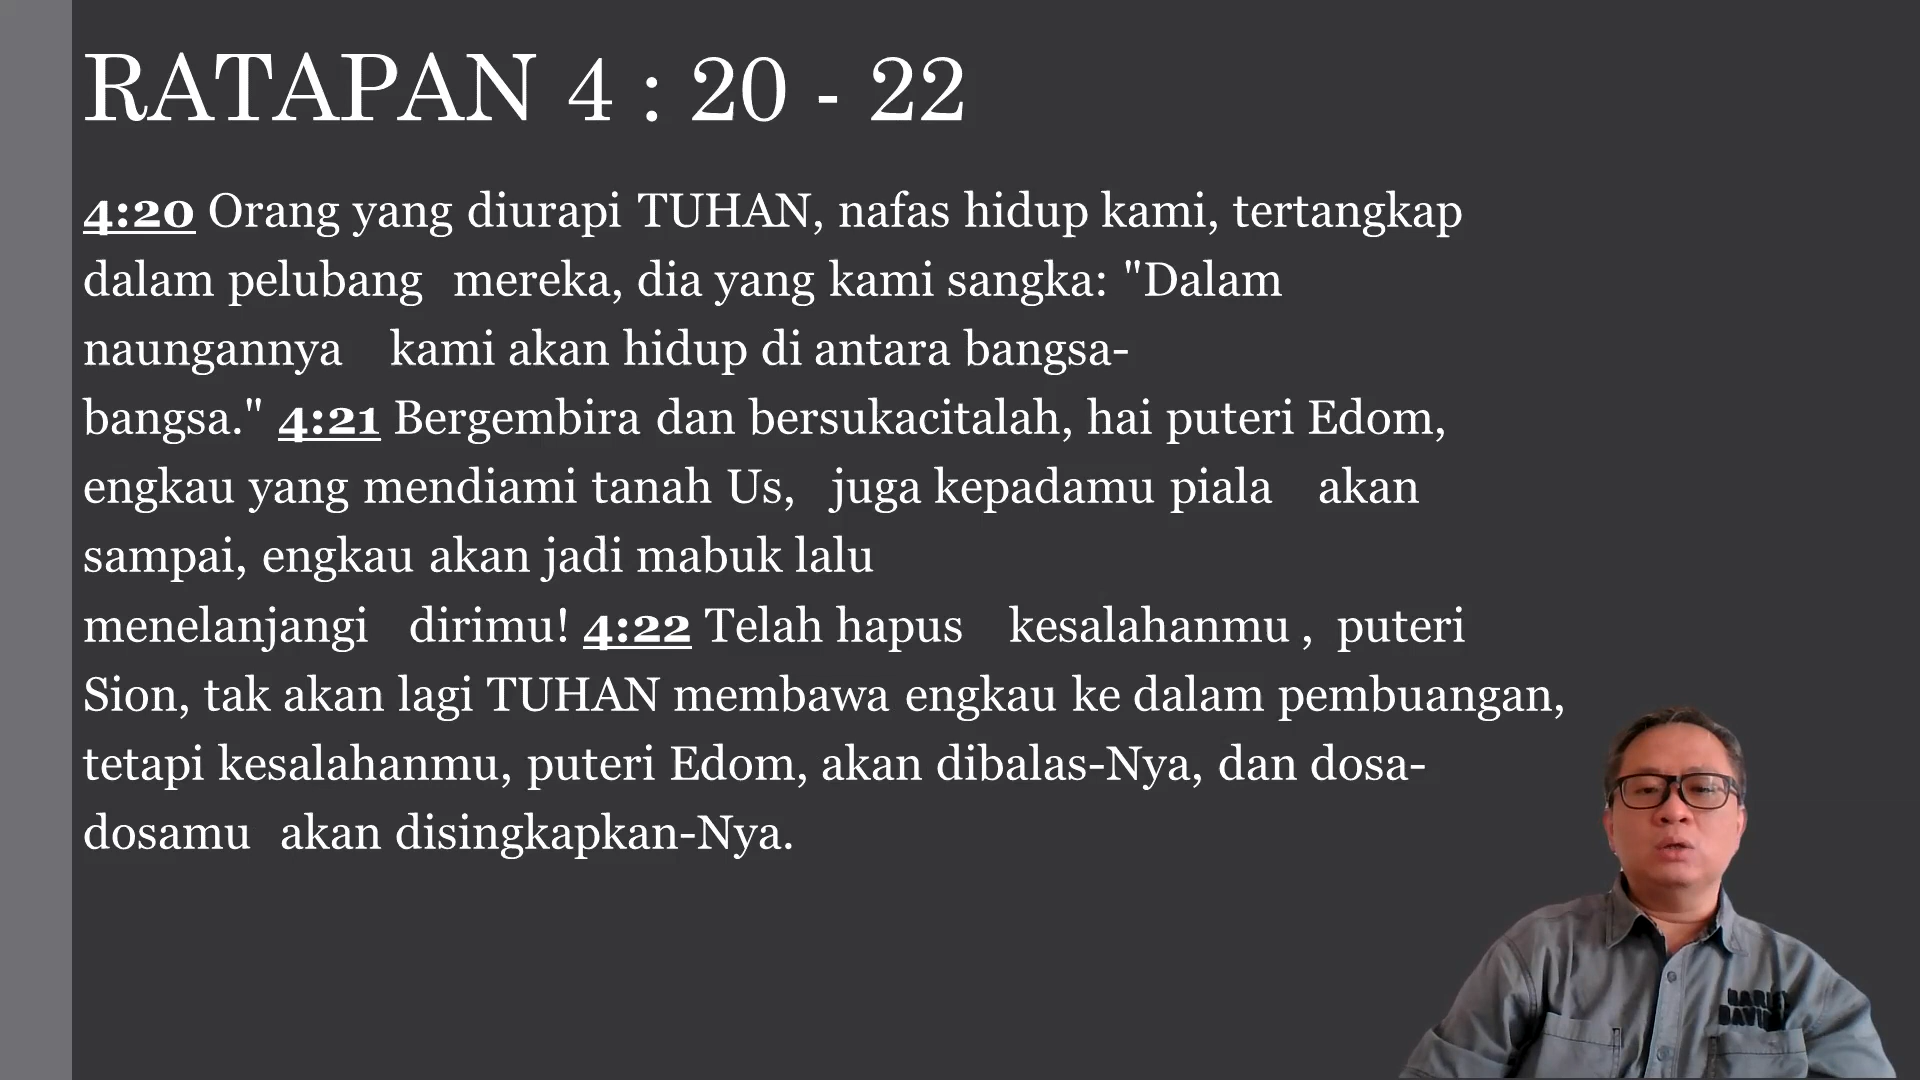 RATAPAN 4 : 20 - 22
4:20 Orang yang diurapi TUHAN, nafas hidup kami, tertangkap
dalam pelubang mereka, dia yang kami sangka: "Dalam
naungannya kami akan hidup di antara bangsa-
bangsa." 4:21 Bergembira dan bersukacitalah, hai puteri Edom,
engkau yang mendiami tanah Us, juga kepadamu piala akan
sampai, engkau akan jadi mabuk lalu
menelanjangi dirimu! 4:22 Telah hapus kesalahanmu , puteri
Sion, tak akan lagi TUHAN membawa engkau ke dalam pembuangan,
tetapi kesalahanmu, puteri Edom, akan dibalas-Nya, dan dosa-
dosamu akan disingkapkan-Nya.